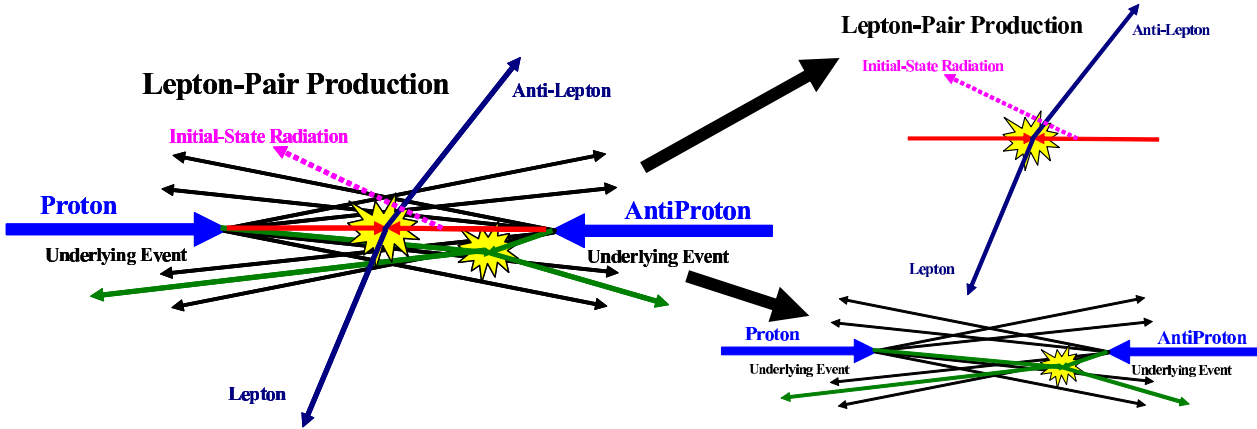 Lepton-Pair Production
Anti-Lepton
Initial-State Radiation
Proton
AntiProton
Underlying Event
Underlying Event
Lepton
Lepton-Pair Production
Anti-Lepton
Initial-State Radiation
Lepton
Proton
AntiProton
Underlying Event
Underlying Event